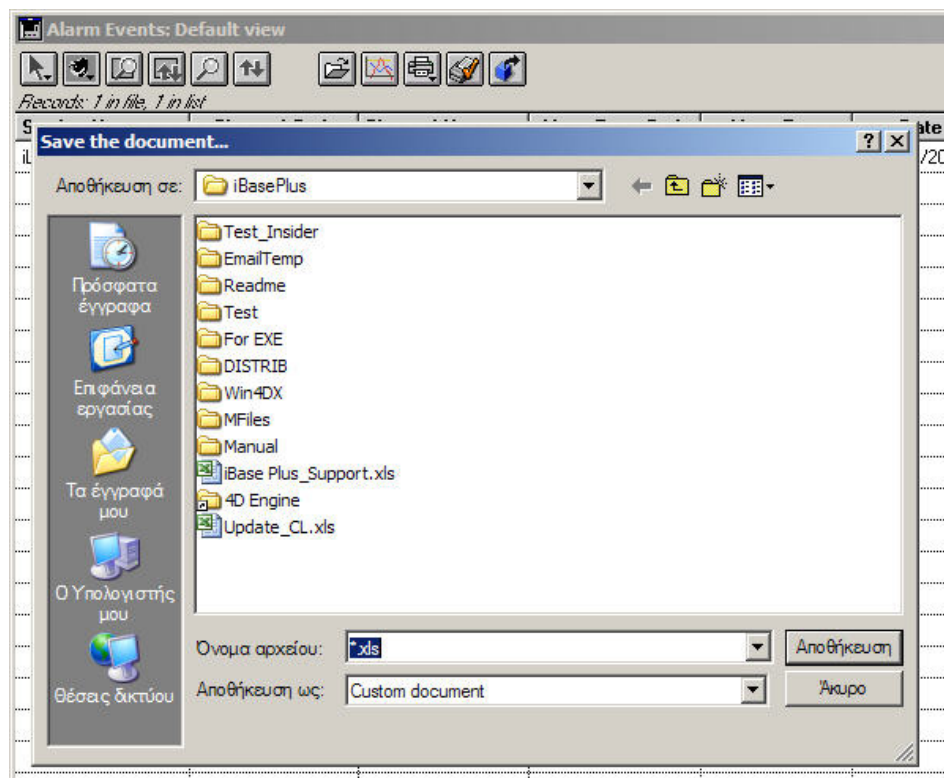 Alarm Events: Default view
Records: 1 in file, 1 in list
Save the document...
Αποθήκευση σε:
iBasePlus
Πρόσφατα
έγγραφα
Επιφάνεια
εργασίας
Τα έγγραφά
μου
Ο Υπολογιστής
μου
Θέσεις δικτύου
Test_Insider
EmailTemp
Readme
Test
For EXE
DISTRIB
Win4DX
MFiles
Manual
iBase Plus_Support.xls
4D Engine
Update_CL.xls
Όνομα αρχείου:
*.xls
Αποθήκευση
Αποθήκευση ως:
Custom document
Άκυρο